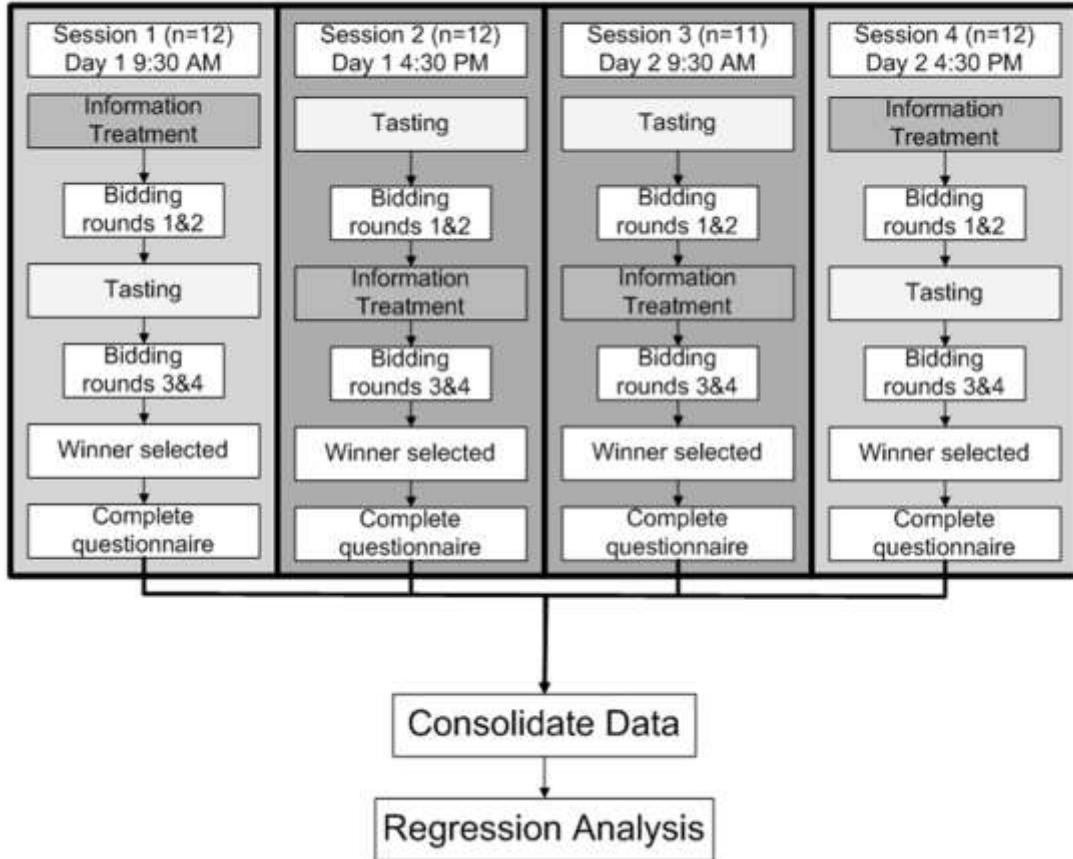 Session 1 (n=12)
Day 1 9:30 AM
Information
Treatment
Bidding
rounds 1&2
Tasting
Bidding
rounds 3&4
Winner selected
Complete
questionnaire
Session 2 (n=12)
Day 1 4:30 PM
Tasting
Bidding
rounds 1&2
Information
Treatment
Bidding
rounds 3&4
Winner selected
Complete
questionnaire
Session 3 (n=11)
Day 2 9:30 AM
Tasting
Bidding
rounds 1&2
Information
Treatment
Bidding
rounds 3&4
Winner selected
Complete
questionnaire
Session 4 (n=12)
Day 2 4:30 PM
Information
Treatment
Bidding
rounds 1&2
Tasting
Bidding
rounds 3&4
Winner selected
Complete
questionnaire
Consolidate Data
Regression Analysis